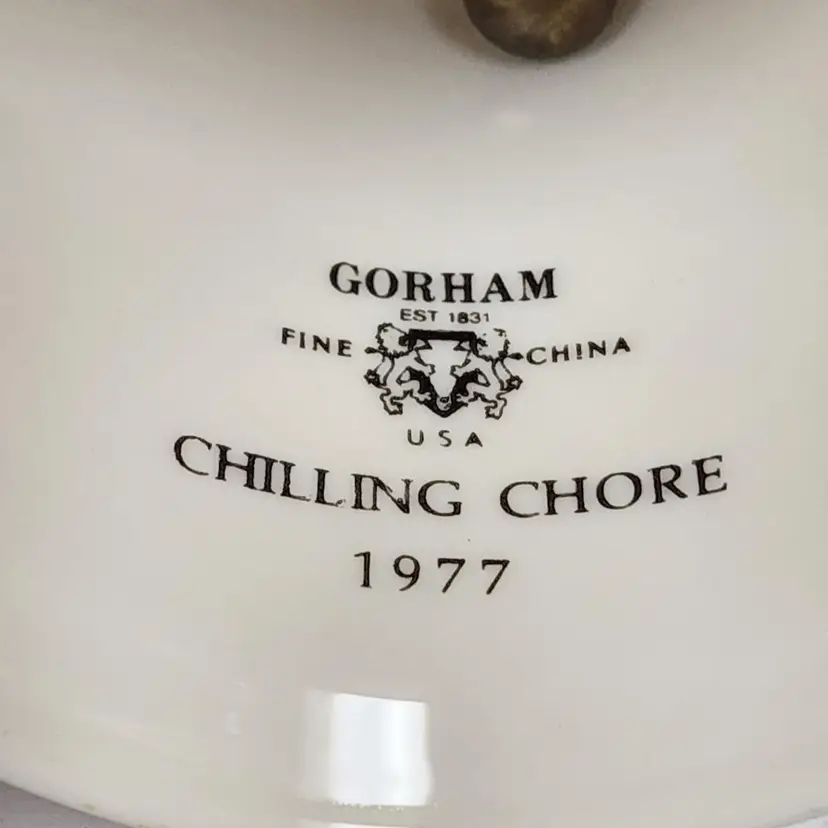 GORHAM
EST 1831
FINE CHINA
USA
CHILLING CHORE
1977